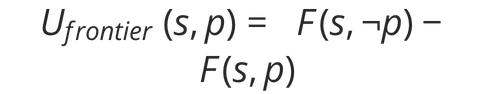 U_frontier (s, p) = F(s, ¬p) −
F(s, p)